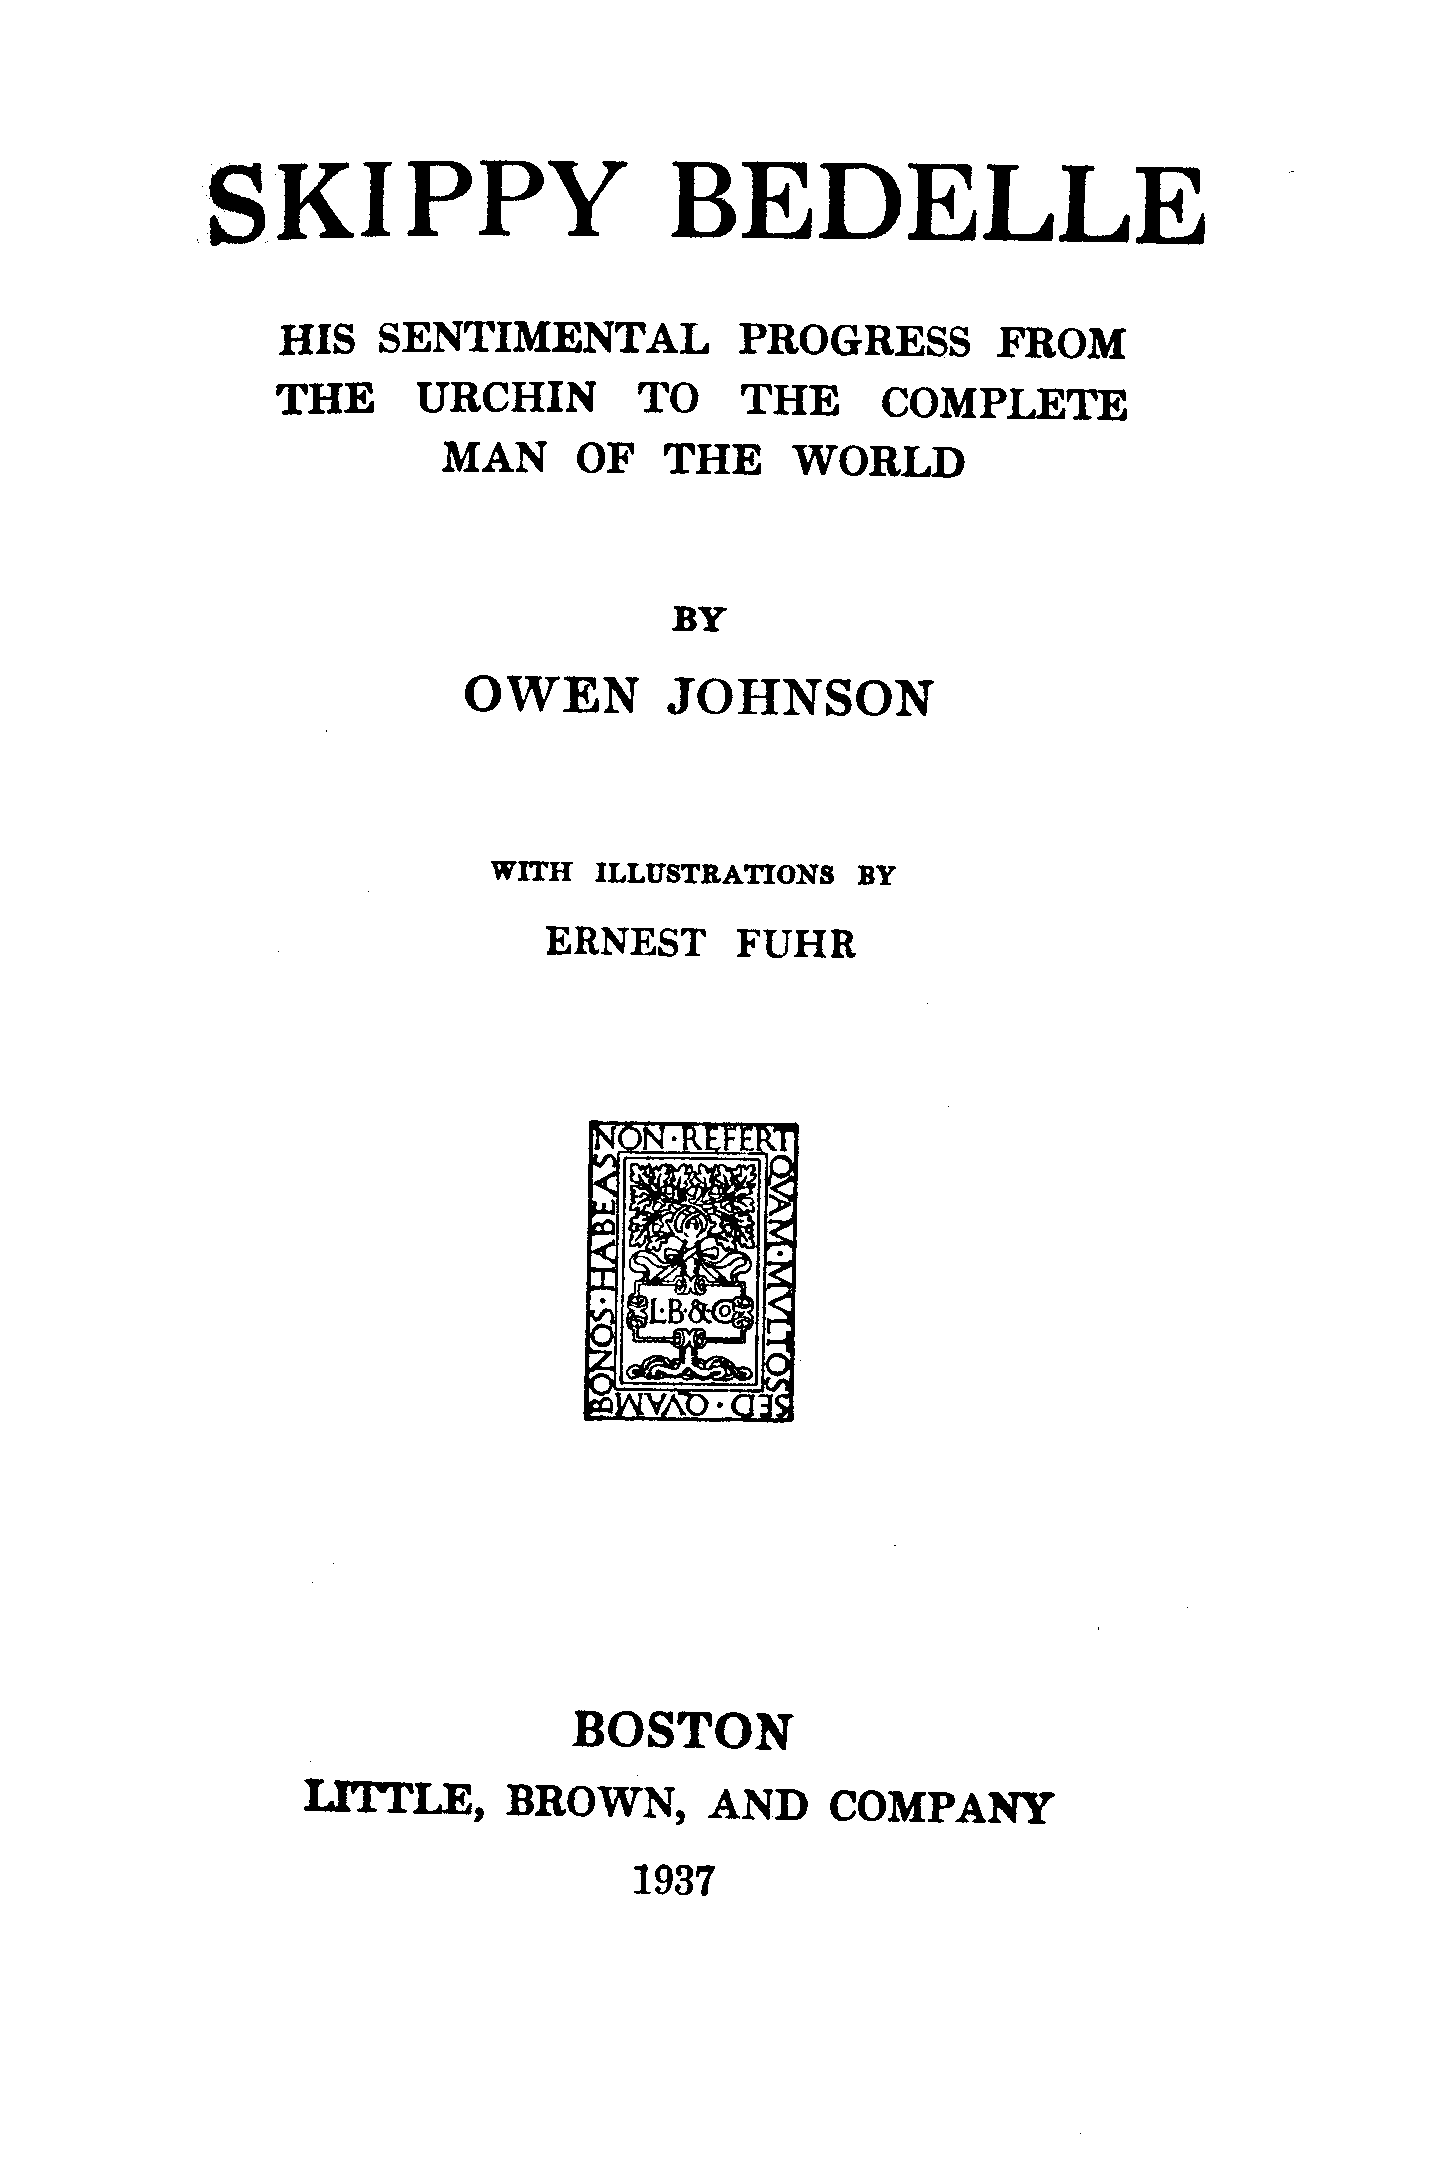 SKIPPY BEDELLE
HIS SENTIMENTAL PROGRESS FROM
THE URCHIN TO THE COMPLETE
MAN OF THE WORLD
BY
OWEN JOHNSON
WITH ILLUSTRATIONS BY
ERNEST FUHR
NON·REFERT
QVAM·MVLTOS
SED·QVAM
BONOS·HABEAS
L·B·&·CO
BOSTON
LITTLE, BROWN, AND COMPANY
1937